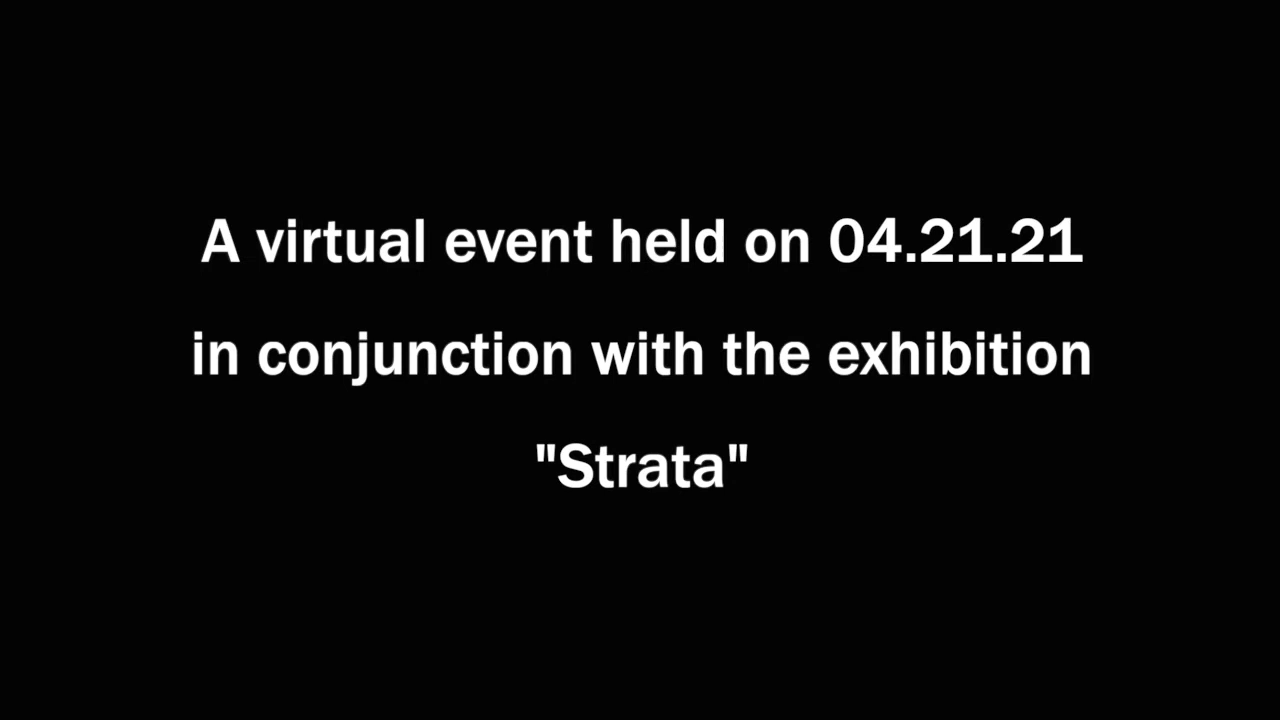 A virtual event held on 04.21.21
in conjunction with the exhibition
"Strata"